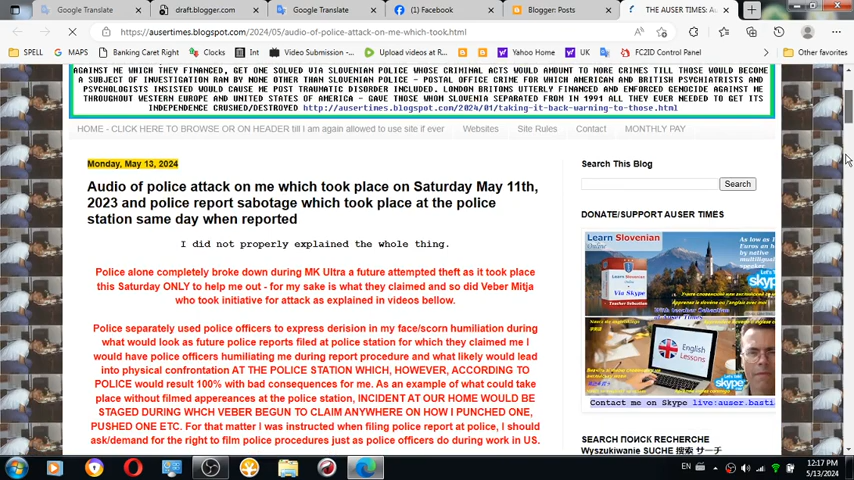 Google Translate
draft.blogger.com
Google Translate
(1) Facebook
Blogger: Posts
THE AUSER TIMES: A
https://ausertimes.blogspot.com/2024/05/audio-of-police-attack-on-me-which-took.html
SPELL
MAPS
Banking Caret Right
Clocks
Video Submission-...
Upload videos at R...
Yahoo Home
UK
FC2ID Control Panel
Other favorites
AGAINST ME WHICH THEY FINANCED, GET ONE SOLVED VIA SLOVENIAN POLICE WHOSE CRIMINAL ACTS WOULD AMOUNT TO MORE CRIMES TILL THOSE WOULD BECOME
A SUBJECT OF INVESTIGATION RAN BY NONE OTHER THAN SLOVENIAN POLICE - POSTAL OFFICE CRIME FOR WHICH AMERICAN AND BRITISH PSYCHIATRISTS AND
PSYCHOLOGISTS INSISTED WOULD CAUSE ME POST TRAUMATIC DISORDER INCLUDED. LONDON BRITONS UTTERLY FINANCED AND ENFORCED GENOCIDE AGAINST ME
THROUGHOUT WESTERN EUROPE AND UNITED STATES OF AMERICA - GAVE THOSE WHOM SLOVENIA SEPARATED FROM IN 1991 ALL THEY EVER NEEDED TO GET ITS
INDEPENDENCE CRUSHED/DESTROYED http://ausertimes.blogspot.com/2024/01/taking-it-back-warning-to-those.html
HOME - CLICK HERE TO BROWSE OR ON HEADER till I am again allowed to use site if ever
Websites
Site Rules
Contact
MONTHLY PAY
Monday, May 13, 2024
Audio of police attack on me which took place on Saturday May 11th,
2023 and police report sabotage which took place at the police
station same day when reported
I did not properly explained the whole thing.
Police alone completely broke down during MK Ultra a future attempted theft as it took place
this Saturday ONLY to help me out - for my sake is what they claimed and so did Veber Mitja
who took initiative for attack as explained in videos bellow.
Police separately used police officers to express derision in my face/scorn humiliation during
what would look as future police reports filed at police station for which they claimed me I
would have police officers humiliating me during report procedure and what likely would lead
into physical confrontation AT THE POLICE STATION WHICH, HOWEVER, ACCORDING TO
POLICE would result 100% with bad consequences for me. As an example of what could take
place without filmed appereances at the police station, INCIDENT AT OUR HOME WOULD BE
STAGED DURING WHCH VEBER BEGUN TO CLAIM ANYWHERE ON HOW I PUNCHED ONE,
PUSHED ONE ETC. For that matter I was instructed when filing police report at police, I should
ask/demand for the right to film police procedures just as police officers do during work in US.
Search This Blog
Search
DONATE/SUPPORT AUSER TIMES
Learn Slovenian
Online
Via Skype
English
Lessons
skype
Contact me on Skype live:auser.basti
SEARCH ПОИСК RECHERCHE
Wyszukiwanie SUCHE 搜索 サーチ
EN
12:17 PM
5/13/2024